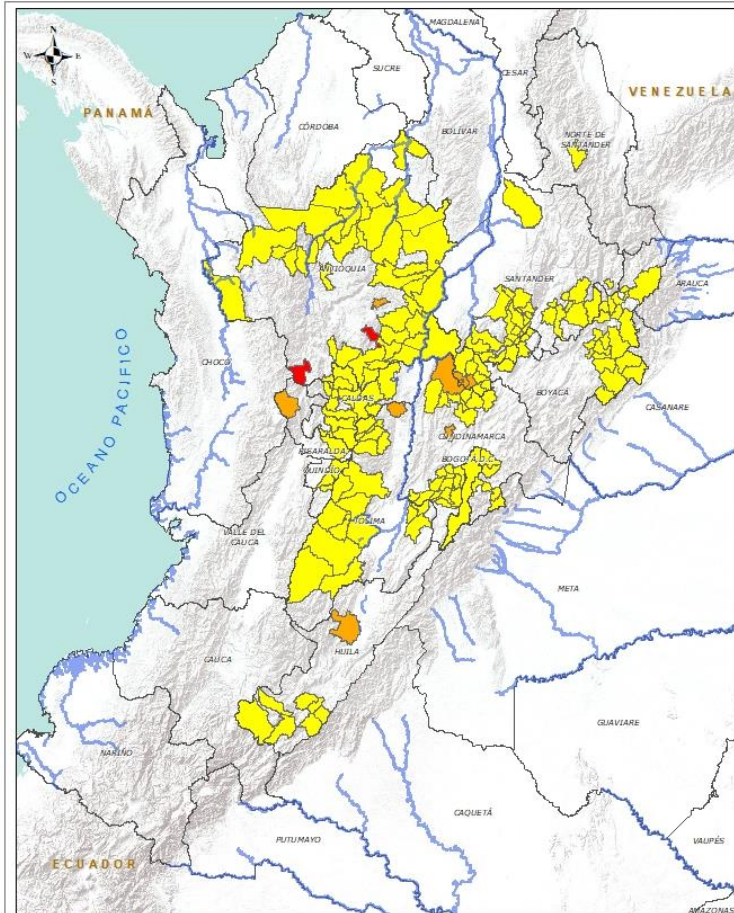 MAGDALENA
N
SUCRE
CESAR
W E
S
VENEZUELA
PANAMÁ
CÓRDOBA
BOLÍVAR
NORTE DE
SANTANDER
ANTIOQUIA
SANTANDER
ARAUCA
OCEANO PACIFICO
CHOCÓ
CALDAS
BOYACÁ
CASANARE
CUNDINAMARCA
RISARALDA
BOGOTÁ D.C.
QUINDIO
TOLIMA
VALLE DEL
CAUCA
META
HUILA
CAUCA
GUAVIARE
NARIÑO
CAQUETÁ
PUTUMAYO
VAUPÉS
ECUADOR
AMAZONAS